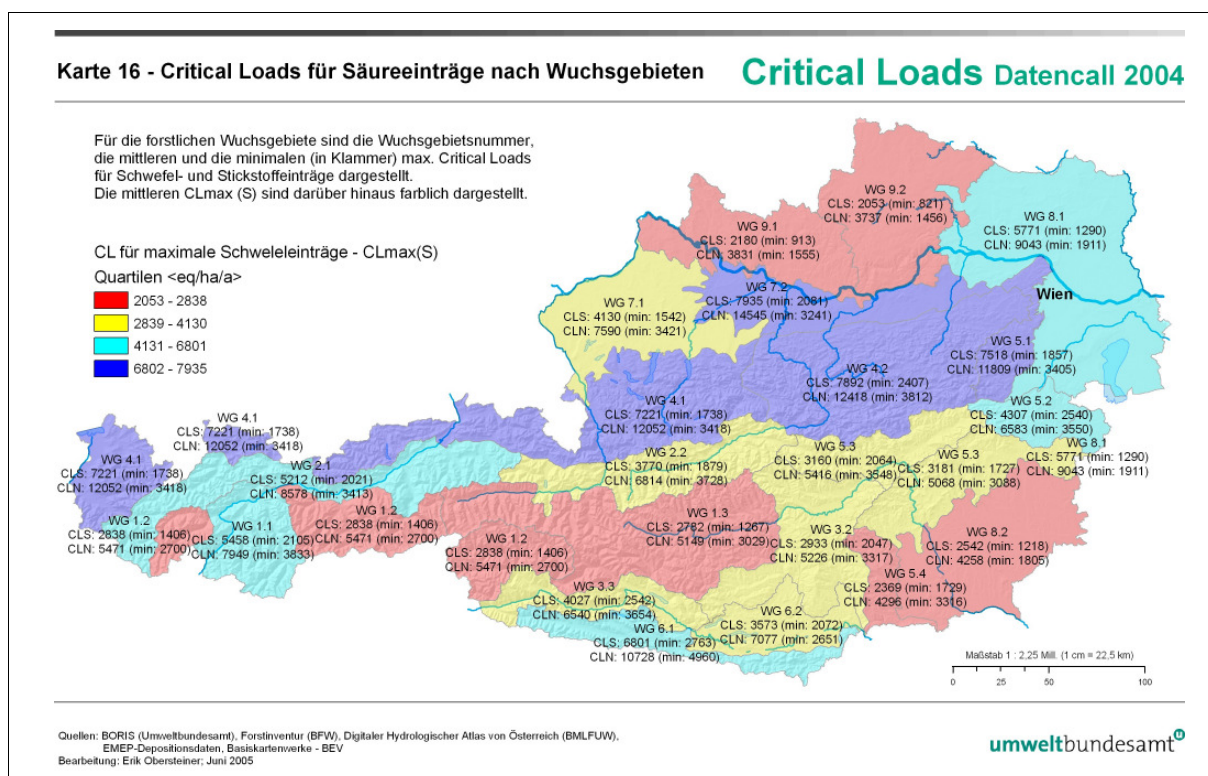 Karte 16 - Critical Loads für Säureeinträge nach Wuchsgebieten
Critical Loads Datencall 2004
Für die forstlichen Wuchsgebiete sind die Wuchsgebietsnummer,
die mittleren und die minimalen (in Klammer) max. Critical Loads
für Schwefel- und Stickstoffeinträge dargestellt.
Die mittleren CLmax (S) sind darüber hinaus farblich dargestellt.
CL für maximale Schweleleinträge - CLmax(S)
Quartilen <eq/ha/a>
2053 - 2838
2839 - 4130
4131 - 6801
6802 - 7935
WG 9.2
CLS: 2053 (min: 821)
CLN: 3737 (min: 1456)
WG 9.1
CLS: 2180 (min: 913)
CLN: 3831 (min: 1555)
WG 8.1
CLS: 5771 (min: 1290)
CLN: 9043 (min: 1911)
WG 7.2
CLS: 7935 (min: 2081)
CLN: 14545 (min: 3241)
Wien
WG 7.1
CLS: 4130 (min: 1542)
CLN: 7590 (min: 3421)
WG 5.1
CLS: 7518 (min: 1857)
CLN: 11809 (min: 3405)
WG 4.2
CLS: 7892 (min: 2407)
CLN: 12418 (min: 3812)
WG 4.1
CLS: 7221 (min: 1738)
CLN: 12052 (min: 3418)
WG 5.2
CLS: 4307 (min: 2540)
CLN: 6583 (min: 3550)
WG 4.1
CLS: 7221 (min: 1738)
CLN: 12052 (min: 3418)
WG 4.1
CLS: 7221 (min: 1738)
CLN: 12052 (min: 3418)
WG 2.1
CLS: 5212 (min: 2021)
CLN: 8578 (min: 3413)
WG 2.2
CLS: 3770 (min: 1879)
CLN: 6814 (min: 3728)
WG 5.3
CLS: 3160 (min: 2064)
CLN: 5416 (min: 3548)
WG 5.3
CLS: 3181 (min: 1727)
CLN: 5068 (min: 3088)
WG 8.1
CLS: 5771 (min: 1290)
CLN: 9043 (min: 1911)
WG 1.2
CLS: 2838 (min: 1406)
CLN: 5471 (min: 2700)
WG 1.1
CLS: 5458 (min: 2105)
CLN: 7949 (min: 3833)
WG 1.2
CLS: 2838 (min: 1406)
CLN: 5471 (min: 2700)
WG 1.2
CLS: 2838 (min: 1406)
CLN: 5471 (min: 2700)
WG 1.3
CLS: 2782 (min: 1267)
CLN: 5149 (min: 3029)
WG 3.2
CLS: 2933 (min: 2047)
CLN: 5226 (min: 3317)
WG 8.2
CLS: 2542 (min: 1218)
CLN: 4258 (min: 1805)
WG 5.4
CLS: 2369 (min: 1729)
CLN: 4296 (min: 3316)
WG 3.3
CLS: 4027 (min: 2542)
CLN: 6540 (min: 3654)
WG 6.2
CLS: 3573 (min: 2072)
CLN: 7077 (min: 2651)
WG 6.1
CLS: 6801 (min: 2763)
CLN: 10728 (min: 4960)
Maßstab 1 : 2,25 Mill. (1 cm = 22,5 km)
0 25 50 100
Quellen: BORIS (Umweltbundesamt), Forstinventur (BFW), Digitaler Hydrologischer Atlas von Österreich (BMLFUW),
EMEP-Depositionsdaten, Basiskartenwerke - BEV
Bearbeitung: Erik Obersteiner; Juni 2005
umweltbundesamt